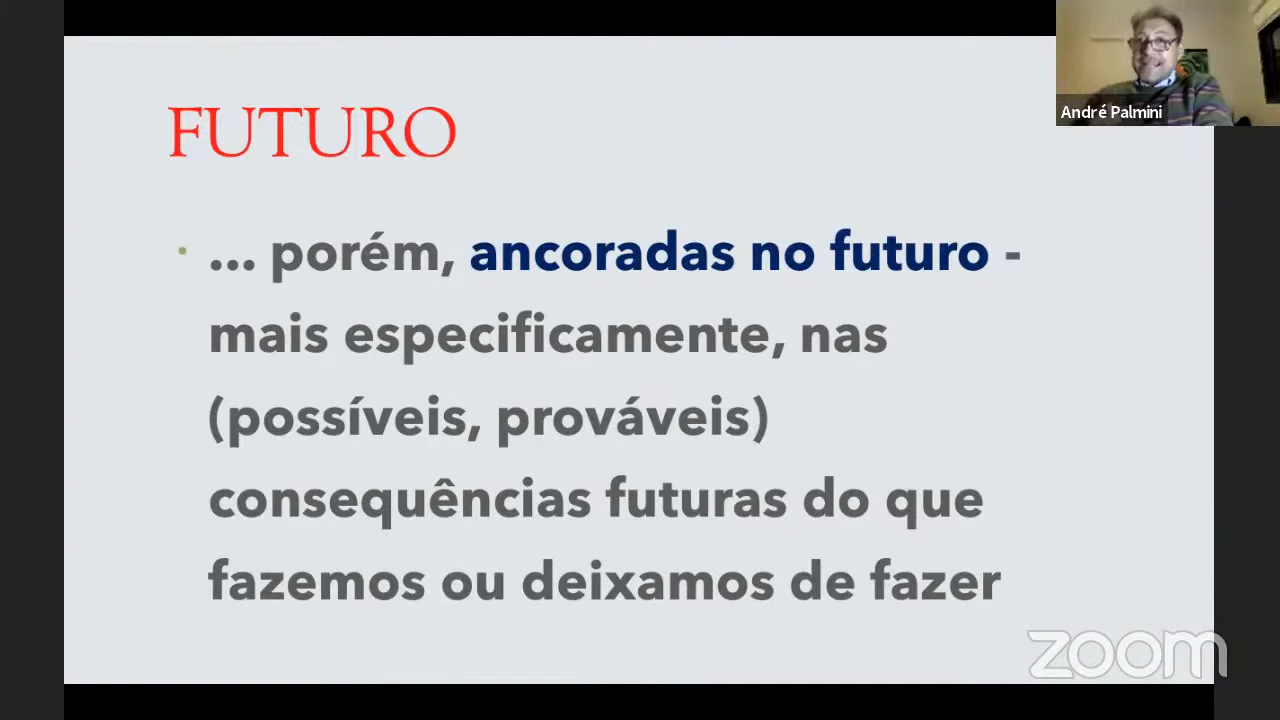 André Palmini
FUTURO
• ... porém, ancoradas no futuro -
mais especificamente, nas
(possíveis, prováveis)
consequências futuras do que
fazemos ou deixamos de fazer
zoom